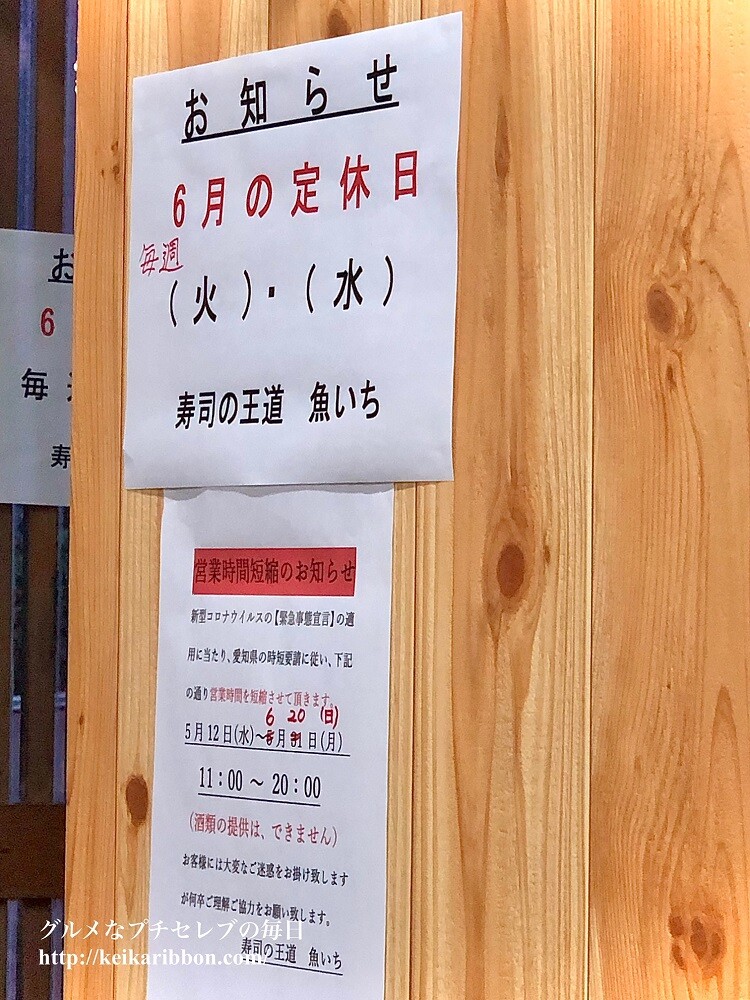 お知らせ
6月の定休日
毎週
(火)・(水)
寿司の王道 魚いち
お
6
毎
寿
営業時間短縮のお知らせ
新型コロナウイルスの【緊急事態宣言】の適
用に当たり、愛知県の時短要請に従い、下記
の通り営業時間を短縮させて頂きます。
6 20 (日)
5月12日(水)～5月31日(月)
11:00 ～ 20:00
(酒類の提供は、できません)
お客様には大変なご迷惑をお掛け致します
が何卒ご理解ご協力をお願い致します。
寿司の王道 魚いち
グルメなプチセレブの毎日
http://keikaribbon.com/